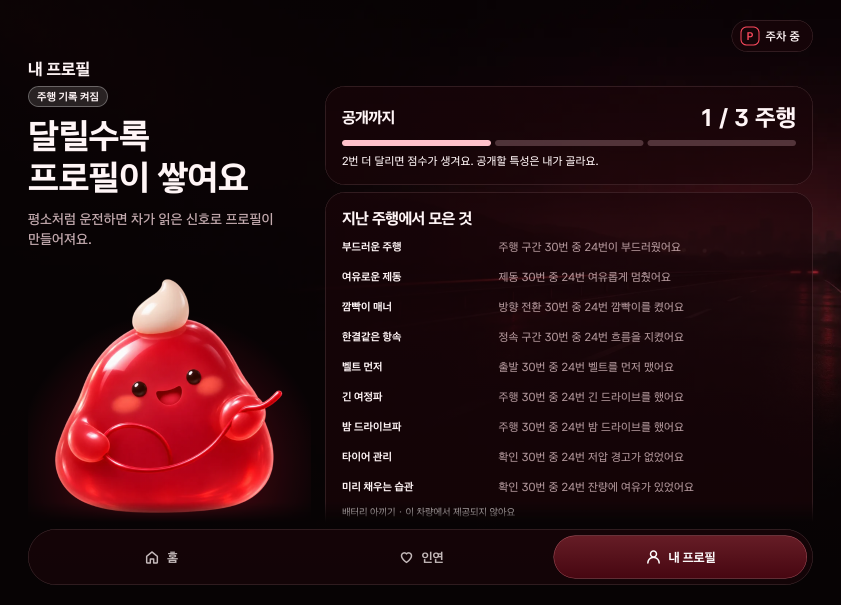 P 주차 중
내 프로필
주행 기록 켜짐
달릴수록
프로필이 쌓여요
평소처럼 운전하면 차가 읽은 신호로 프로필이
만들어져요.
공개까지
1 / 3 주행
2번 더 달리면 점수가 생겨요. 공개할 특성은 내가 골라요.
지난 주행에서 모은 것
부드러운 주행 주행 구간 30번 중 24번이 부드러웠어요
여유로운 제동 제동 30번 중 24번 여유롭게 멈췄어요
깜빡이 매너 방향 전환 30번 중 24번 깜빡이를 켰어요
한결같은 항속 정속 구간 30번 중 24번 흐름을 지켰어요
벨트 먼저 출발 30번 중 24번 벨트를 먼저 맸어요
긴 여정파 주행 30번 중 24번 긴 드라이브를 했어요
밤 드라이브파 주행 30번 중 24번 밤 드라이브를 했어요
타이어 관리 확인 30번 중 24번 저압 경고가 없었어요
미리 채우는 습관 확인 30번 중 24번 잔량에 여유가 있었어요
배터리 아끼기 · 이 차량에서 제공되지 않아요
홈
인연
내 프로필